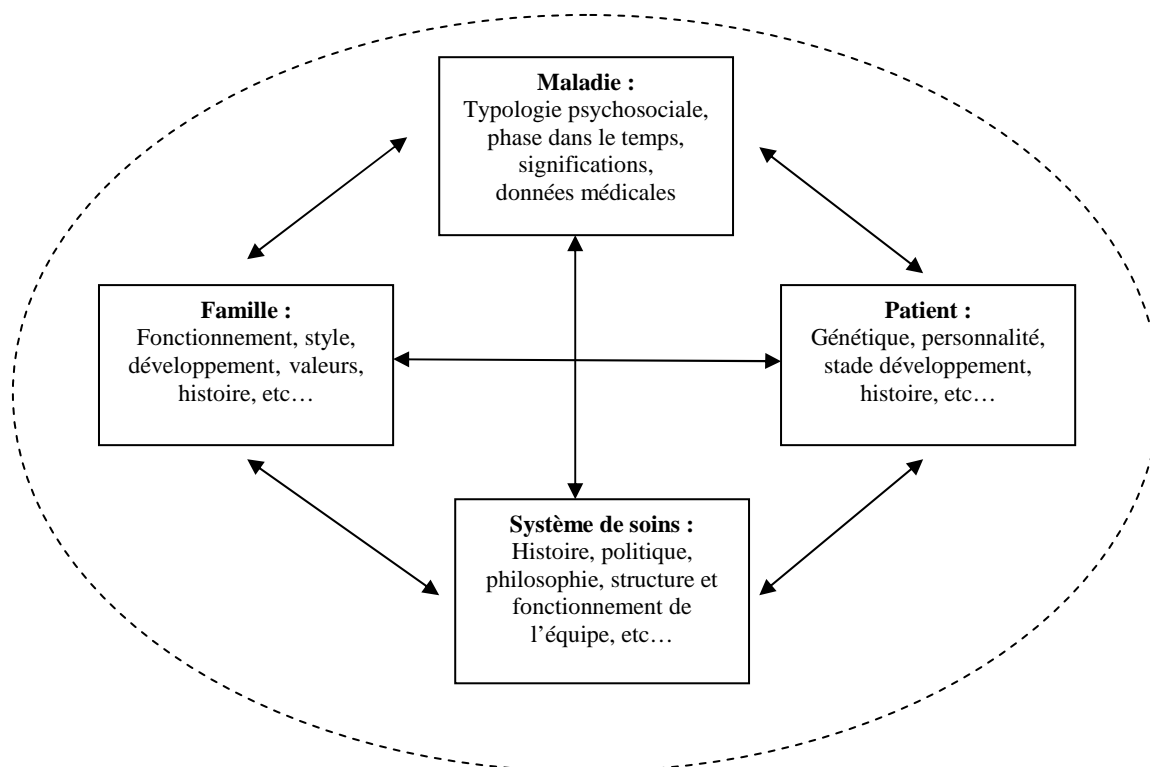 Maladie :
Typologie psychosociale,
phase dans le temps,
significations,
données médicales
Famille :
Fonctionnement, style,
développement, valeurs,
histoire, etc…
Patient :
Génétique, personnalité,
stade développement,
histoire, etc…
Système de soins :
Histoire, politique,
philosophie, structure et
fonctionnement de
l’équipe, etc…